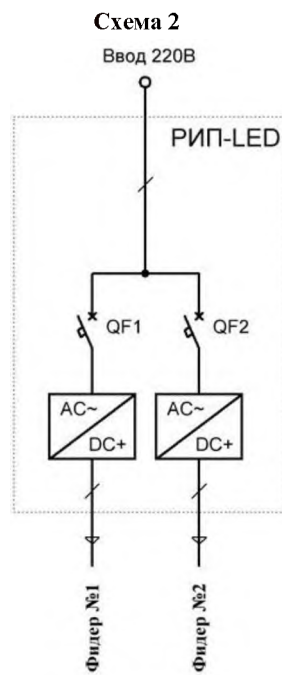 Схема 2
Ввод 220В
РИП-LED
QF1
QF2
AC~
DC+
AC~
DC+
Фидер №1
Фидер №2